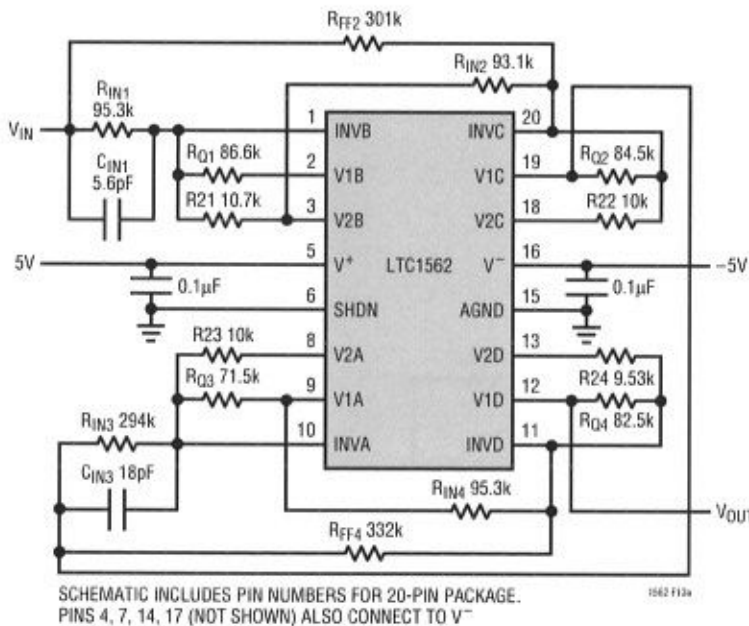 RFF2 301k
RIN2 93.1k
RIN1
95.3k
VIN
CIN1
5.6pF
RQ1 86.6k
R21 10.7k
1
2
3
5
6
8
9
10
INVB
V1B
V2B
V+
SHDN
V2A
V1A
INVA
LTC1562
INVC
V1C
V2C
V−
AGND
V2D
V1D
INVD
20
19
18
16
15
13
12
11
RQ2 84.5k
R22 10k
5V
0.1µF
−5V
0.1µF
R23 10k
RQ3 71.5k
RIN3 294k
CIN3 18pF
R24 9.53k
RQ4 82.5k
RIN4 95.3k
RFF4 332k
VOUT
SCHEMATIC INCLUDES PIN NUMBERS FOR 20-PIN PACKAGE.
PINS 4, 7, 14, 17 (NOT SHOWN) ALSO CONNECT TO V−
1562 F13a